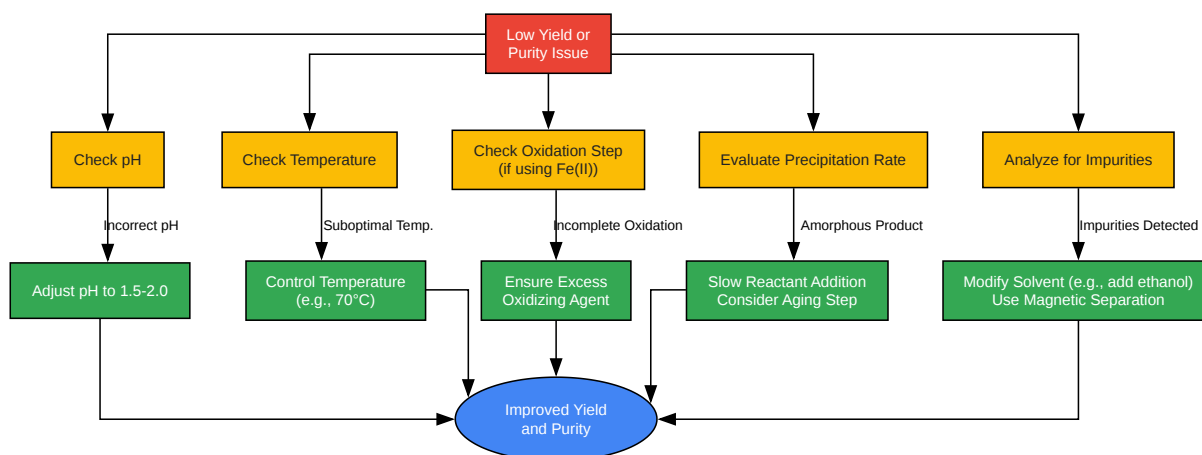 Low Yield or
Purity Issue
Check pH
Check Temperature
Check Oxidation Step
(if using Fe(II))
Evaluate Precipitation Rate
Analyze for Impurities
Incorrect pH
Suboptimal Temp.
Incomplete Oxidation
Amorphous Product
Impurities Detected
Adjust pH to 1.5-2.0
Control Temperature
(e.g., 70°C)
Ensure Excess
Oxidizing Agent
Slow Reactant Addition
Consider Aging Step
Modify Solvent (e.g., add ethanol)
Use Magnetic Separation
Improved Yield
and Purity